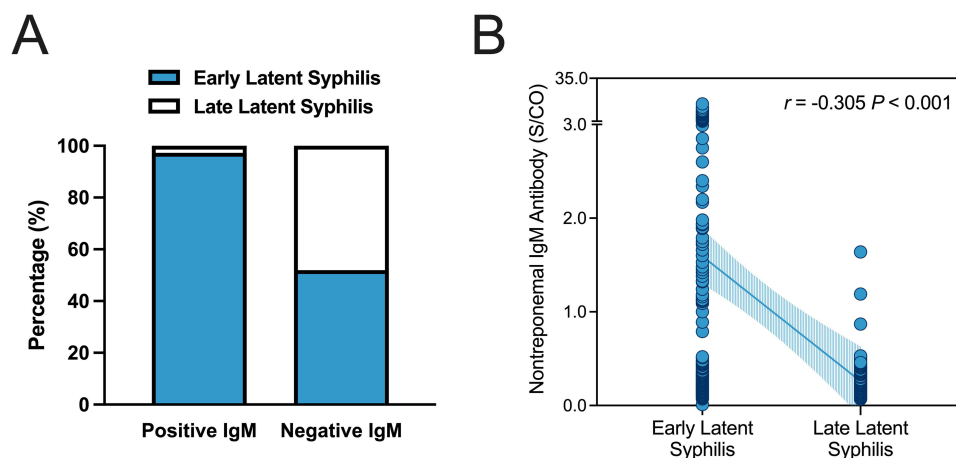 A
Early Latent Syphilis
Late Latent Syphilis
Percentage (%)
100
80
60
40
20
0
Positive IgM
Negative IgM
B
Nontreponemal IgM Antibody (S/CO)
35.0
3.0
2.0
1.0
0.0
r = -0.305 P < 0.001
Early Latent
Syphilis
Late Latent
Syphilis